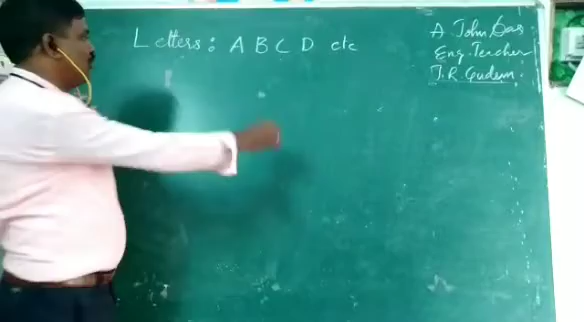 Letters: A B C D etc
A. John Das.
Eng. Teacher
T.R. Gudem.